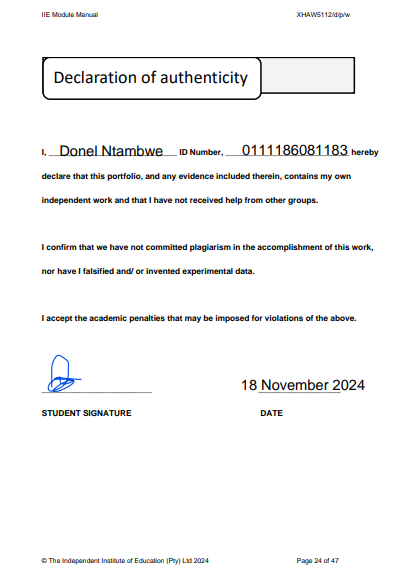 IIE Module Manual XHAW5112/d/p/w
Declaration of authenticity
I, Donel Ntambwe ID Number, 0111186081183 hereby
declare that this portfolio, and any evidence included therein, contains my own
independent work and that I have not received help from other groups.
I confirm that we have not committed plagiarism in the accomplishment of this work,
nor have I falsified and/ or invented experimental data.
I accept the academic penalties that may be imposed for violations of the above.
18 November 2024
STUDENT SIGNATURE DATE
© The Independent Institute of Education (Pty) Ltd 2024 Page 24 of 47